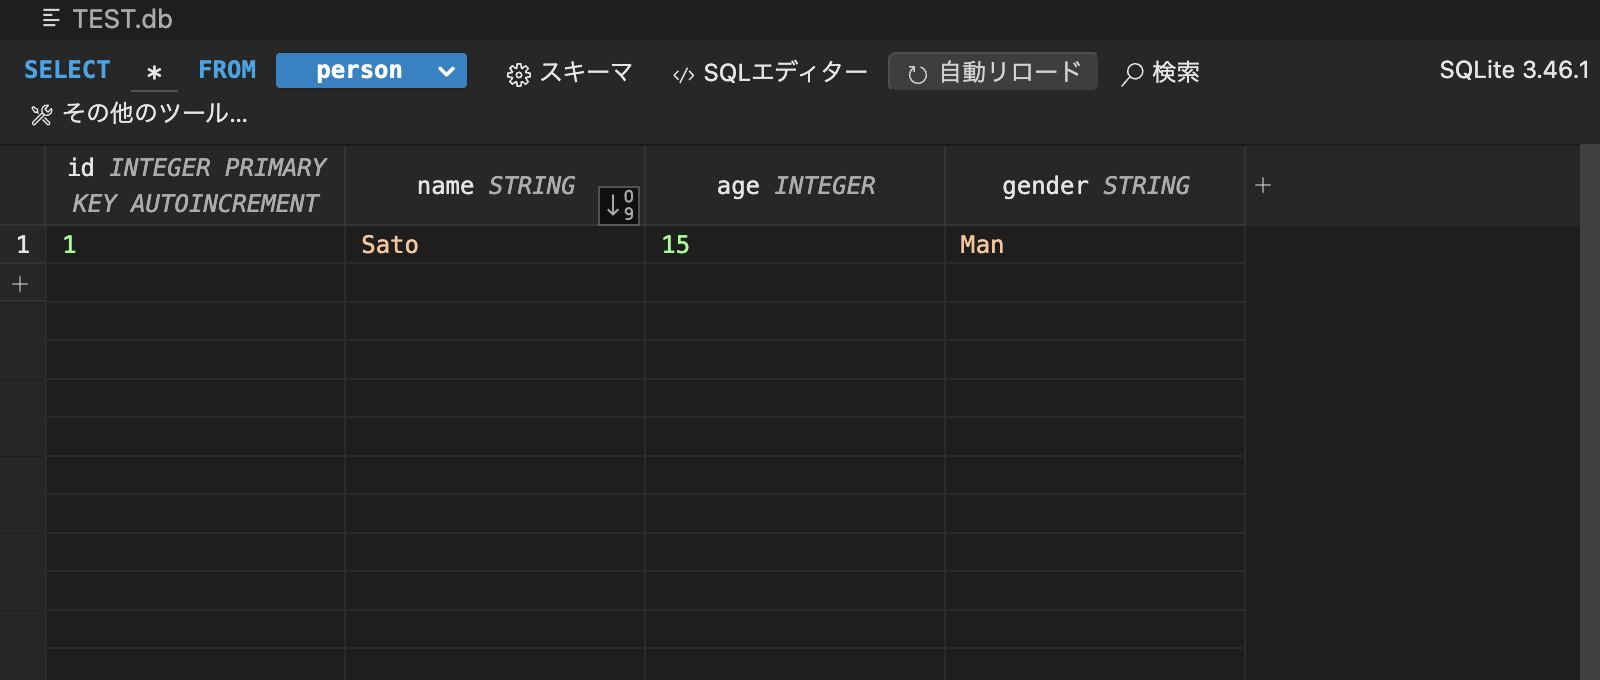 TEST.db
SELECT * FROM person スキーマ SQLエディター 自動リロード 検索 SQLite 3.46.1
その他のツール...
id INTEGER PRIMARY KEY AUTOINCREMENT
name STRING
age INTEGER
gender STRING
1 1 Sato 15 Man